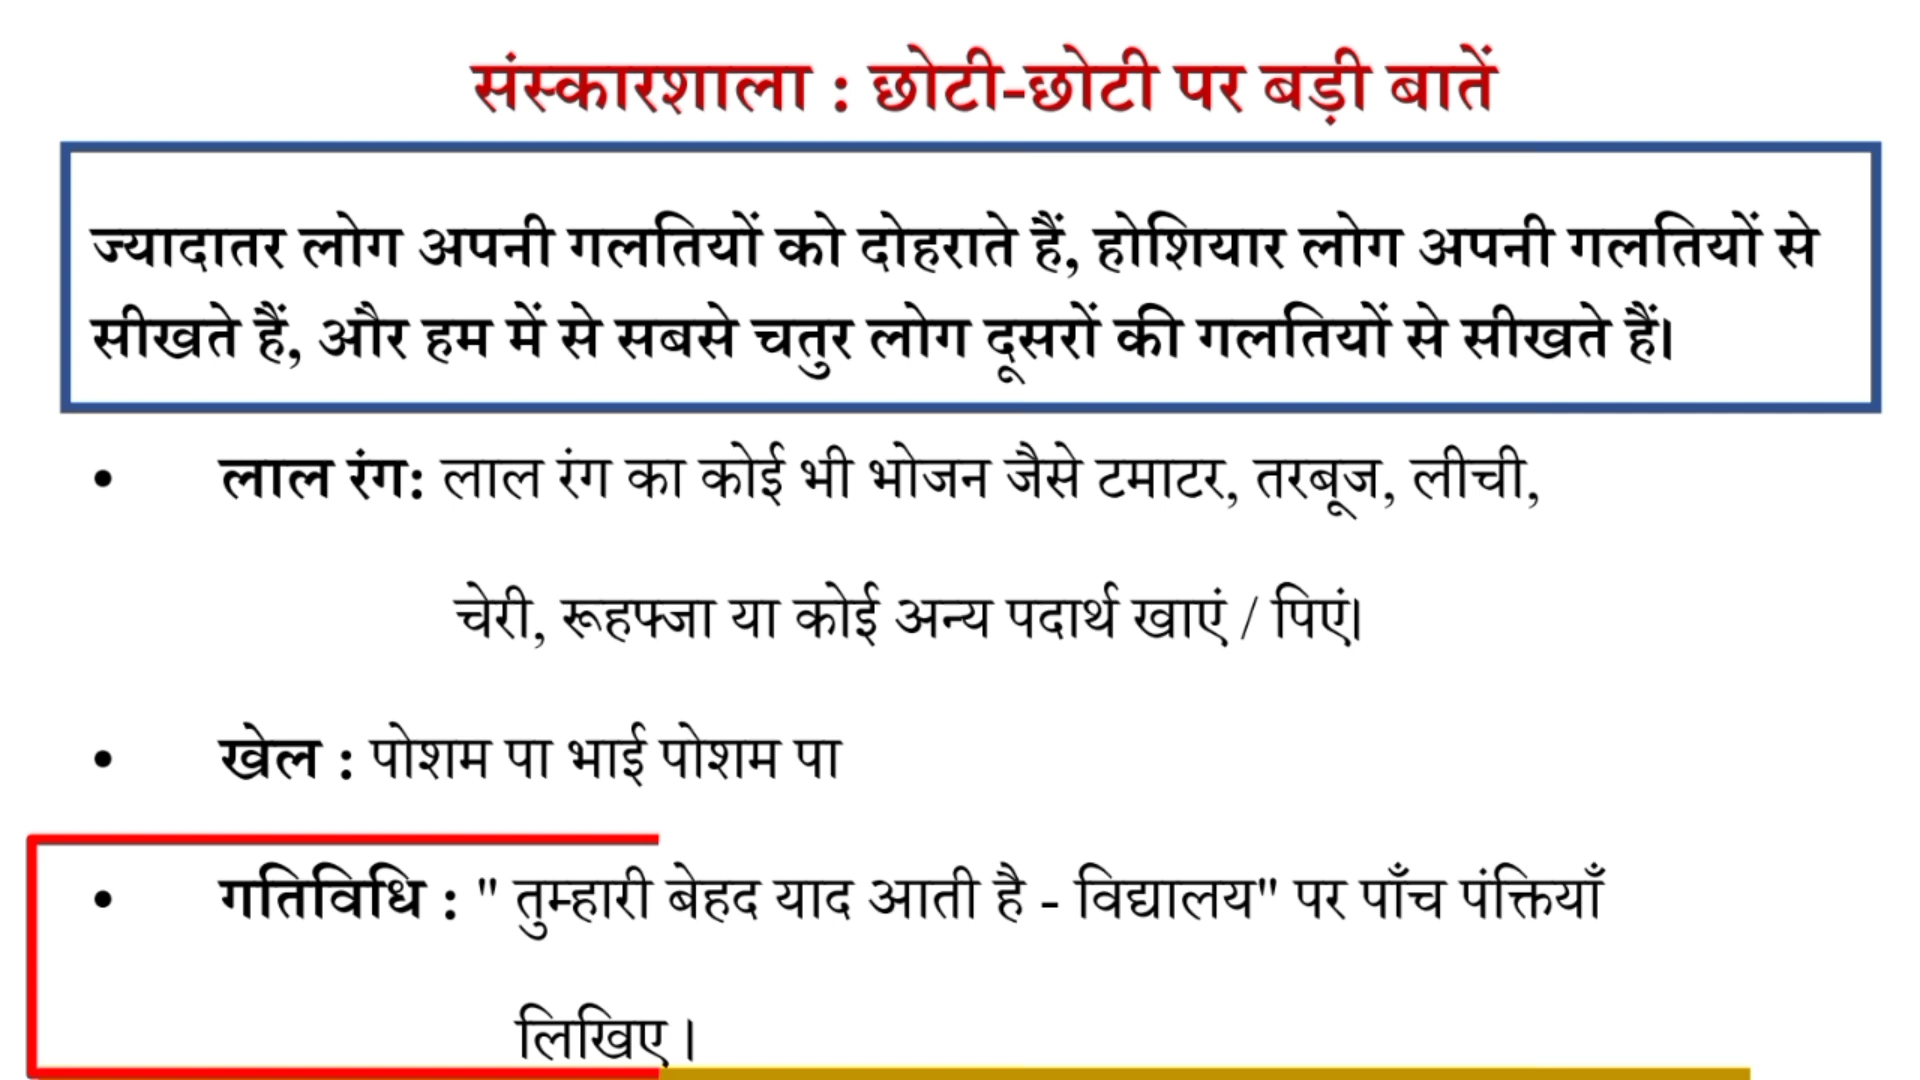 संस्कारशाला : छोटी-छोटी पर बड़ी बातें
ज्यादातर लोग अपनी गलतियों को दोहराते हैं, होशियार लोग अपनी गलतियों से
सीखते हैं, और हम में से सबसे चतुर लोग दूसरों की गलतियों से सीखते हैं।
• लाल रंग: लाल रंग का कोई भी भोजन जैसे टमाटर, तरबूज, लीची,
चेरी, रूहफ्जा या कोई अन्य पदार्थ खाएं / पिएं।
• खेल : पोशम पा भाई पोशम पा
• गतिविधि : " तुम्हारी बेहद याद आती है - विद्यालय" पर पाँच पंक्तियाँ
लिखिए ।